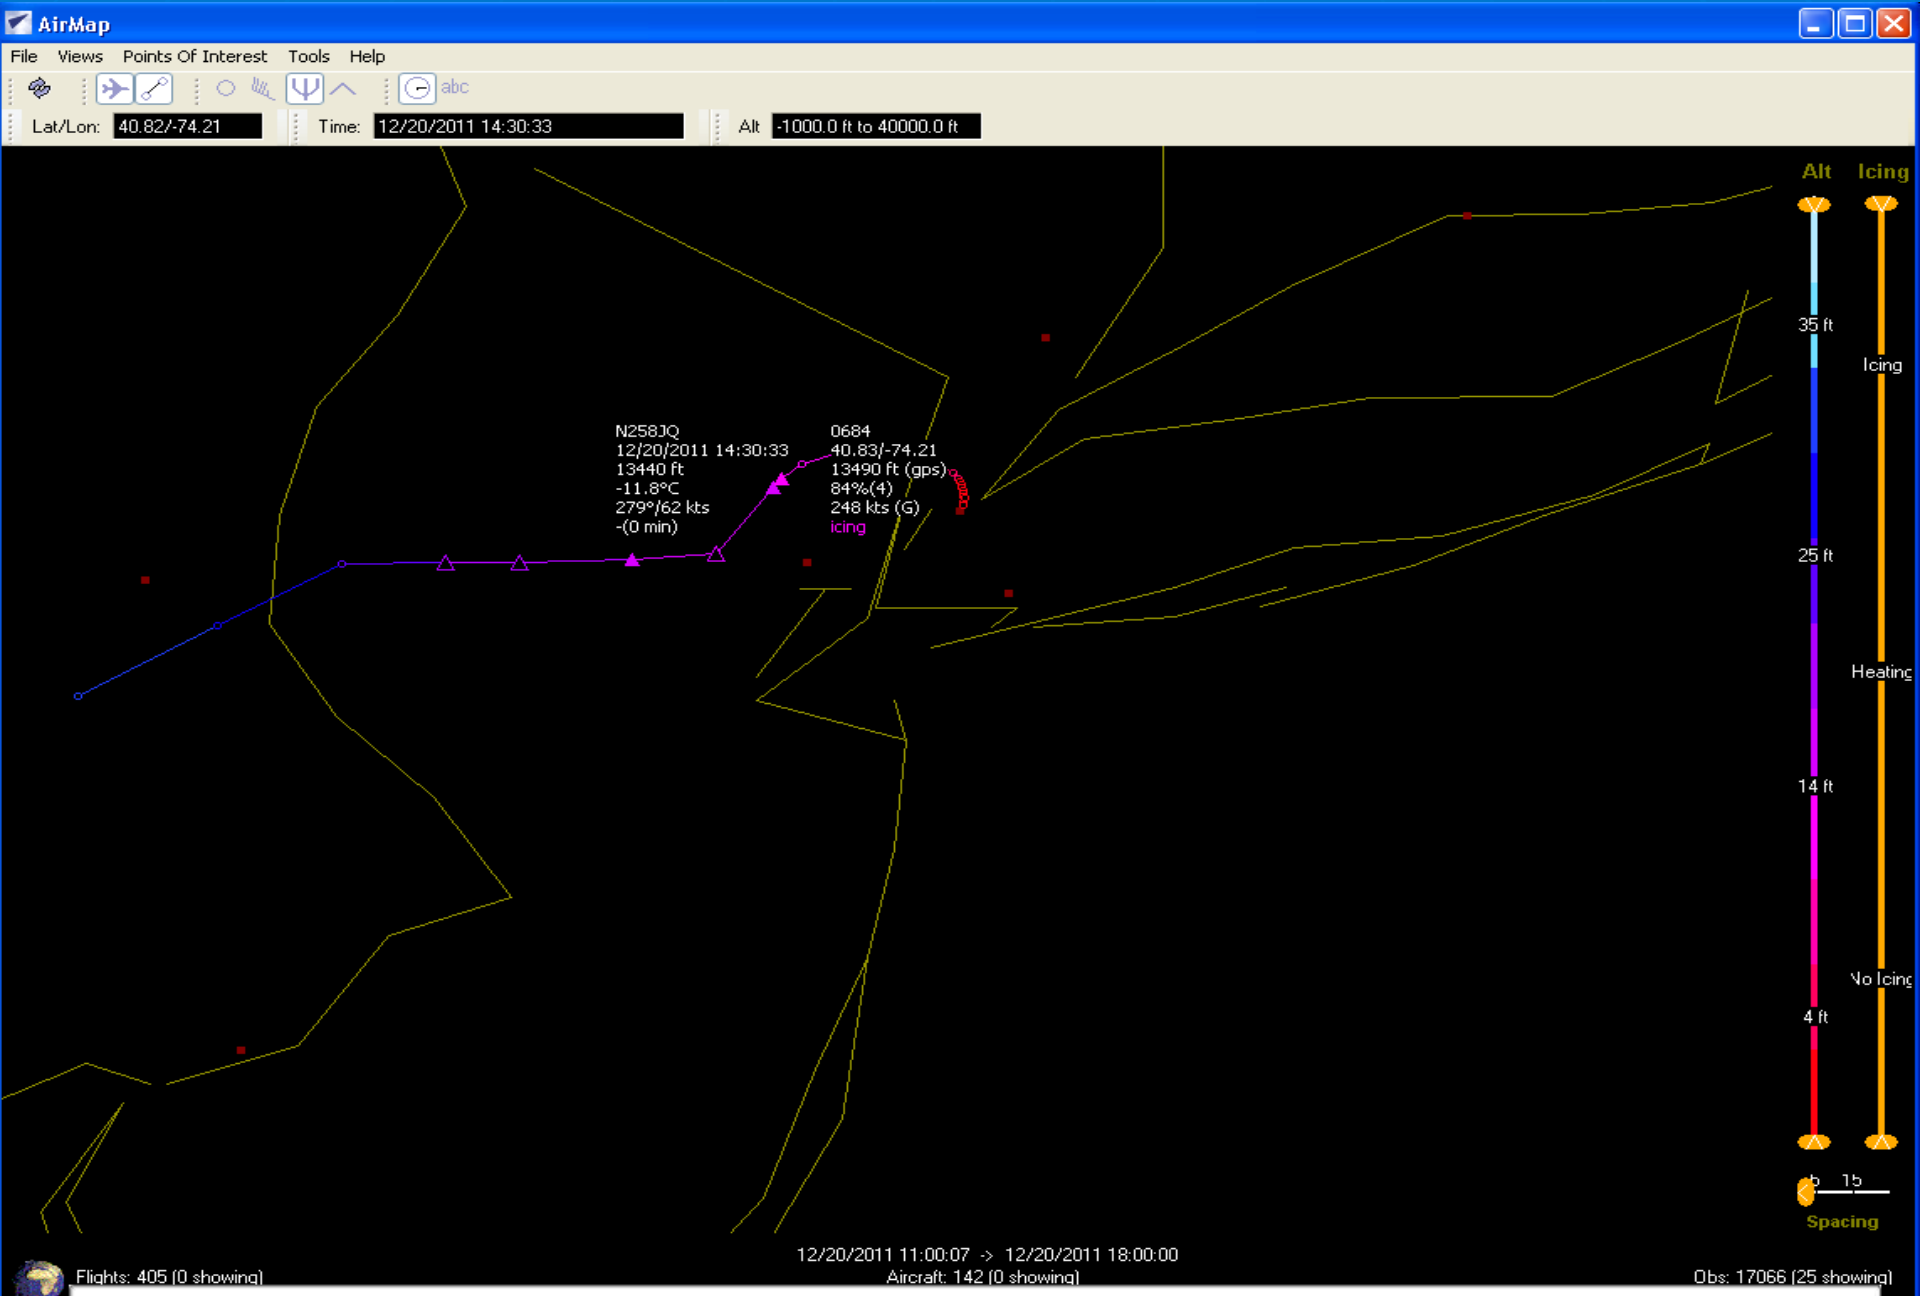 AirMap
File Views Points Of Interest Tools Help
abc
Lat/Lon: 40.82/-74.21 Time: 12/20/2011 14:30:33 Alt -1000.0 ft to 40000.0 ft
Alt Icing
35 ft
Icing
N258JQ 0684
12/20/2011 14:30:33 40.83/-74.21
13440 ft 13490 ft (gps)
-11.8°C 84%(4)
279°/62 kts 248 kts (G)
-(0 min) icing
25 ft
Heating
14 ft
No Icing
4 ft
5 15
Spacing
12/20/2011 11:00:07 -> 12/20/2011 18:00:00
Flights: 405 (0 showing) Aircraft: 142 (0 showing) Obs: 17066 (25 showing)